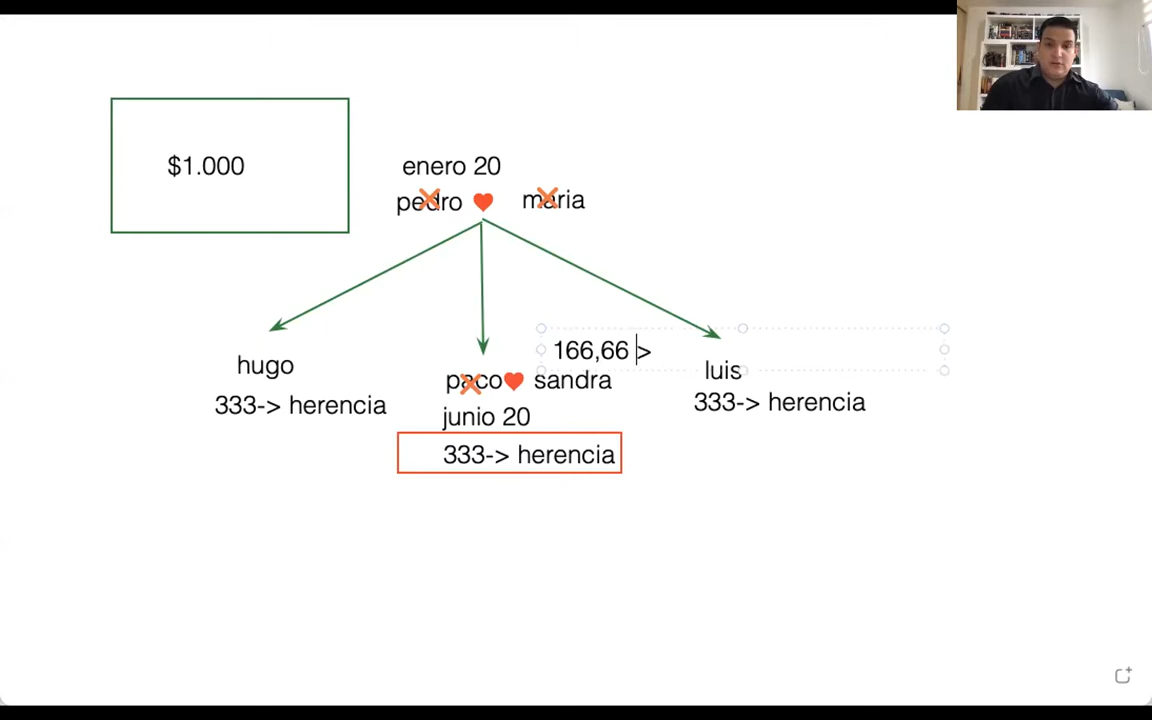 $1.000
enero 20
pedro maria
166,66 >
hugo
333-> herencia
paco sandra
junio 20
333-> herencia
luis
333-> herencia